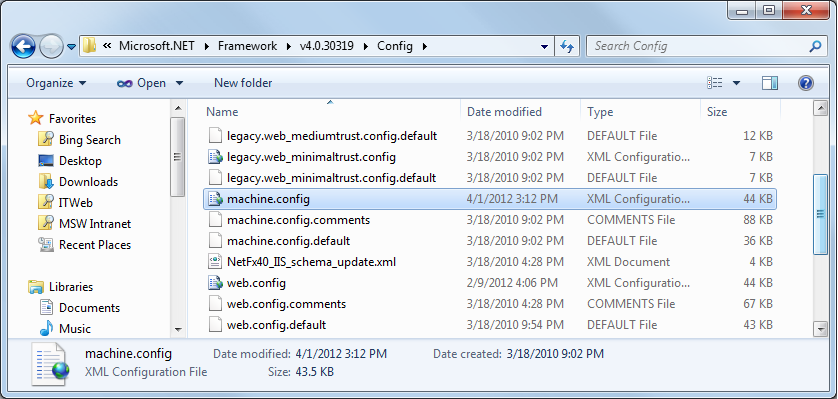 « Microsoft.NET Framework v4.0.30319 Config Search Config
Organize Open New folder
Favorites
Bing Search
Desktop
Downloads
ITWeb
MSW Intranet
Recent Places
Libraries
Documents
Music
Name Date modified Type Size
legacy.web_mediumtrust.config.default 3/18/2010 9:02 PM DEFAULT File 12 KB
legacy.web_minimaltrust.config 3/18/2010 9:02 PM XML Configuratio... 7 KB
legacy.web_minimaltrust.config.default 3/18/2010 9:02 PM DEFAULT File 7 KB
machine.config 4/1/2012 3:12 PM XML Configuratio... 44 KB
machine.config.comments 3/18/2010 9:02 PM COMMENTS File 88 KB
machine.config.default 3/18/2010 9:02 PM DEFAULT File 36 KB
NetFx40_IIS_schema_update.xml 3/18/2010 4:28 PM XML Document 4 KB
web.config 2/9/2012 4:06 PM XML Configuratio... 44 KB
web.config.comments 3/18/2010 4:28 PM COMMENTS File 67 KB
web.config.default 3/18/2010 9:54 PM DEFAULT File 43 KB
machine.config Date modified: 4/1/2012 3:12 PM Date created: 3/18/2010 9:02 PM
XML Configuration File Size: 43.5 KB